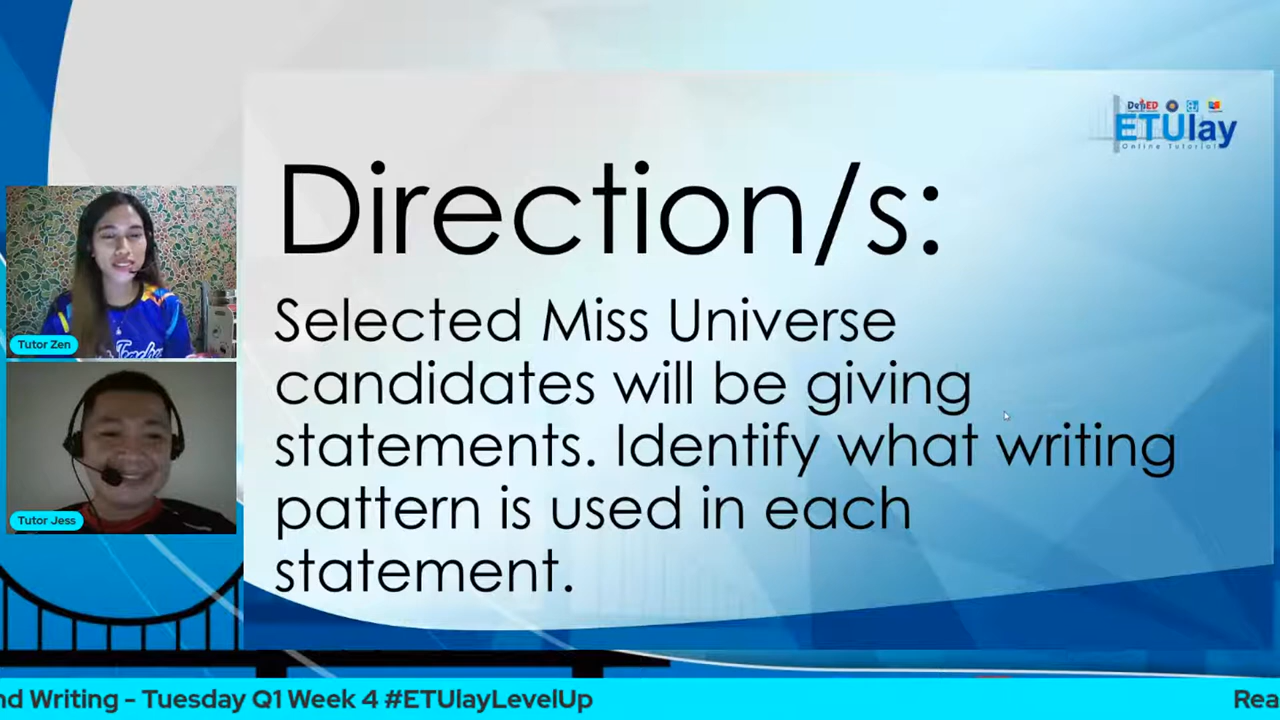 DepED
ETUlay
Online Tutorial
Direction/s:
Selected Miss Universe
candidates will be giving
statements. Identify what writing
pattern is used in each
statement.
Tutor Zen
Tutor Jess
nd Writing - Tuesday Q1 Week 4 #ETUlayLevelUp
Rea